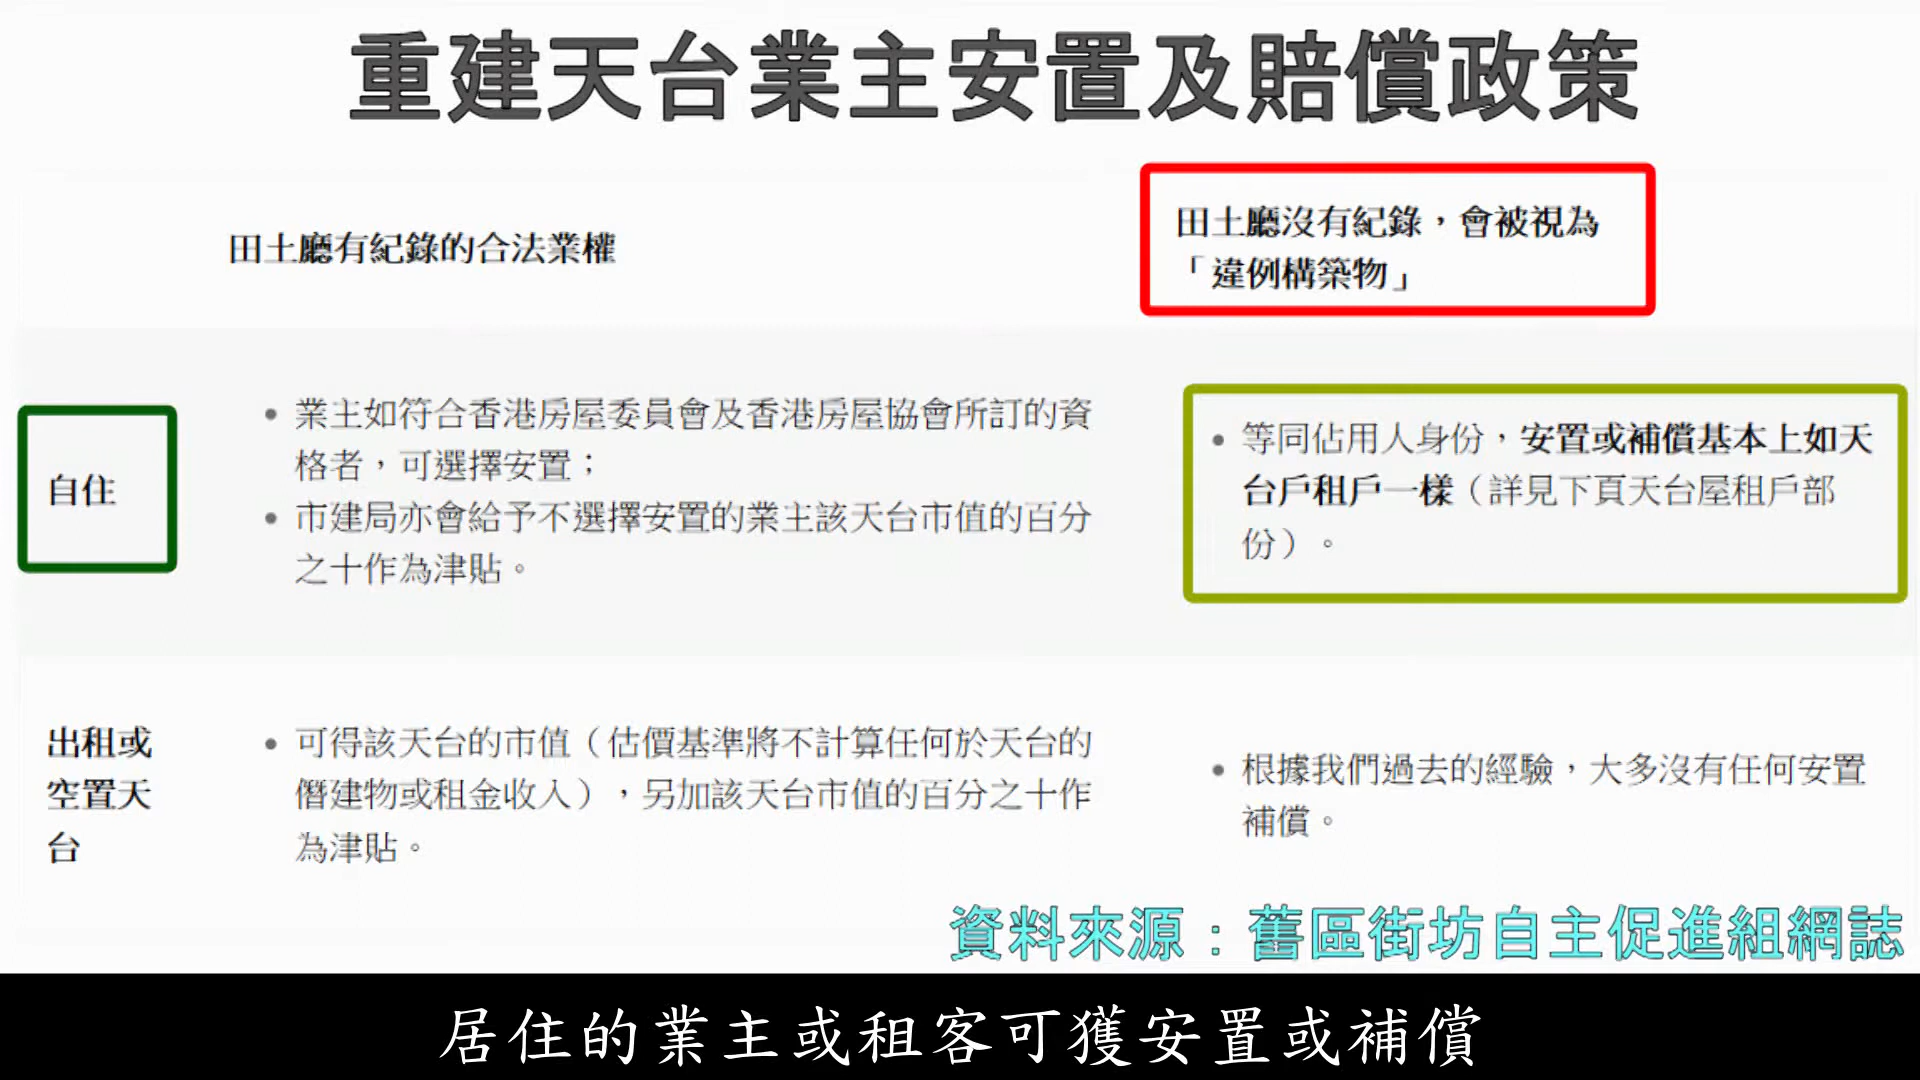 重建天台業主安置及賠償政策
田土廳有紀錄的合法業權
田土廳沒有紀錄，會被視為
「違例構築物」
自住
• 業主如符合香港房屋委員會及香港房屋協會所訂的資
格者，可選擇安置；
• 市建局亦會給予不選擇安置的業主該天台市值的百分
之十作為津貼。
• 等同佔用人身份，安置或補償基本上如天
台戶租戶一樣（詳見下頁天台屋租戶部
份）。
出租或
空置天
台
• 可得該天台的市值（估價基準將不計算任何於天台的
僭建物或租金收入），另加該天台市值的百分之十作
為津貼。
• 根據我們過去的經驗，大多沒有任何安置
補償。
資料來源：舊區街坊自主促進組網誌
居住的業主或租客可獲安置或補償